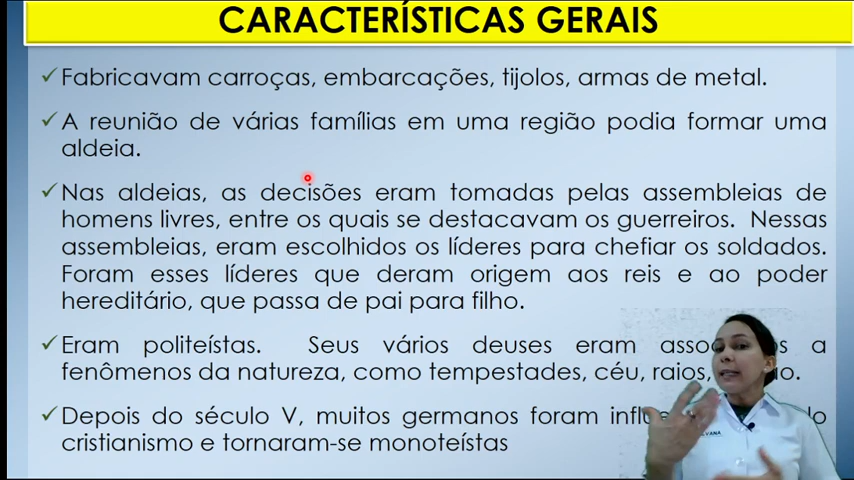 CARACTERÍSTICAS GERAIS
✓Fabricavam carroças, embarcações, tijolos, armas de metal.
✓A reunião de várias famílias em uma região podia formar uma
aldeia.
✓Nas aldeias, as decisões eram tomadas pelas assembleias de
homens livres, entre os quais se destacavam os guerreiros. Nessas
assembleias, eram escolhidos os líderes para chefiar os soldados.
Foram esses líderes que deram origem aos reis e ao poder
hereditário, que passa de pai para filho.
✓Eram politeístas. Seus vários deuses eram a
fenômenos da natureza, como tempestades, céu, raios,
✓Depois do século V, muitos germanos foram
cristianismo e tornaram-se monoteístas